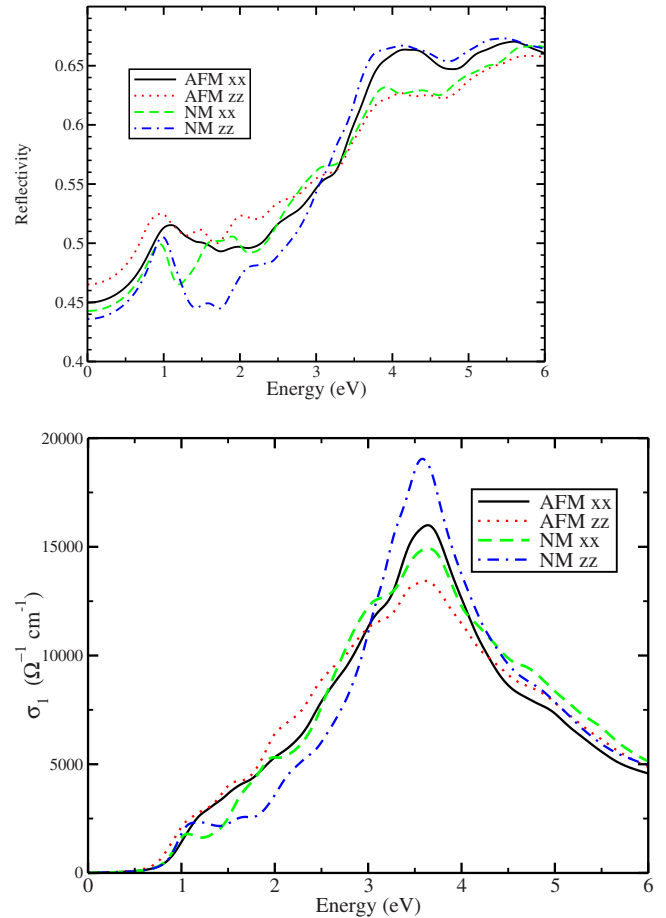 Reflectivity
0.65
0.6
0.55
0.5
0.45
0.4
AFM xx
AFM zz
NM xx
NM zz
0 1 2 3 4 5 6
Energy (eV)
σ₁ (Ω⁻¹ cm⁻¹)
20000
15000
10000
5000
0
AFM xx
AFM zz
NM xx
NM zz
0 1 2 3 4 5 6
Energy (eV)